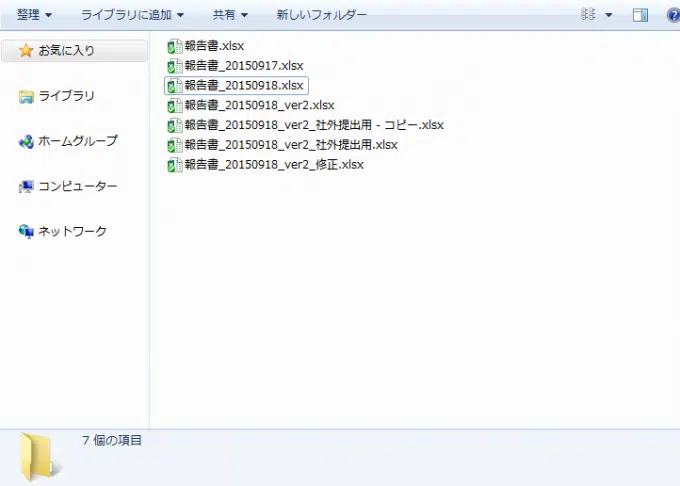 整理 ライブラリに追加 共有 新しいフォルダー
お気に入り
ライブラリ
ホームグループ
コンピューター
ネットワーク
報告書.xlsx
報告書_20150917.xlsx
報告書_20150918.xlsx
報告書_20150918_ver2.xlsx
報告書_20150918_ver2_社外提出用 - コピー.xlsx
報告書_20150918_ver2_社外提出用.xlsx
報告書_20150918_ver2_修正.xlsx
7 個の項目